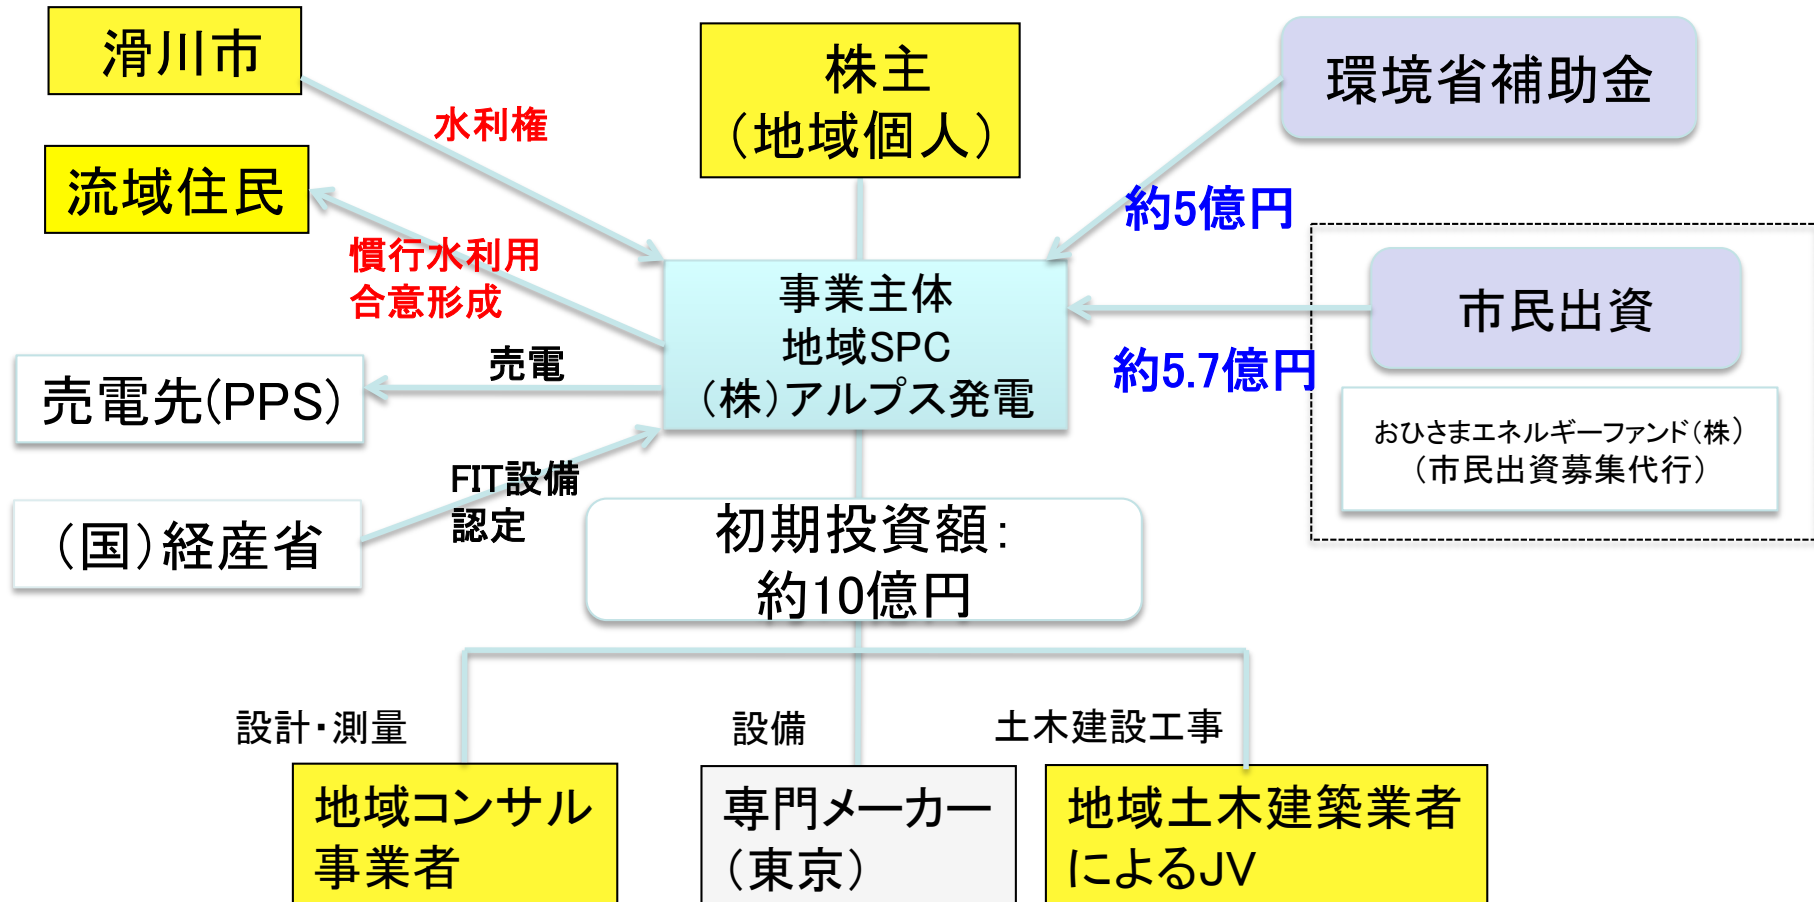 滑川市
水利権
株主
（地域個人）
環境省補助金
流域住民
約5億円
慣行水利用
合意形成
事業主体
地域SPC
（株）アルプス発電
市民出資
約5.7億円
売電
売電先(PPS)
おひさまエネルギーファンド（株）
（市民出資募集代行）
FIT設備
認定
（国）経産省
初期投資額：
約10億円
設計・測量
設備
土木建設工事
地域コンサル
事業者
専門メーカー
（東京）
地域土木建築業者
によるJV